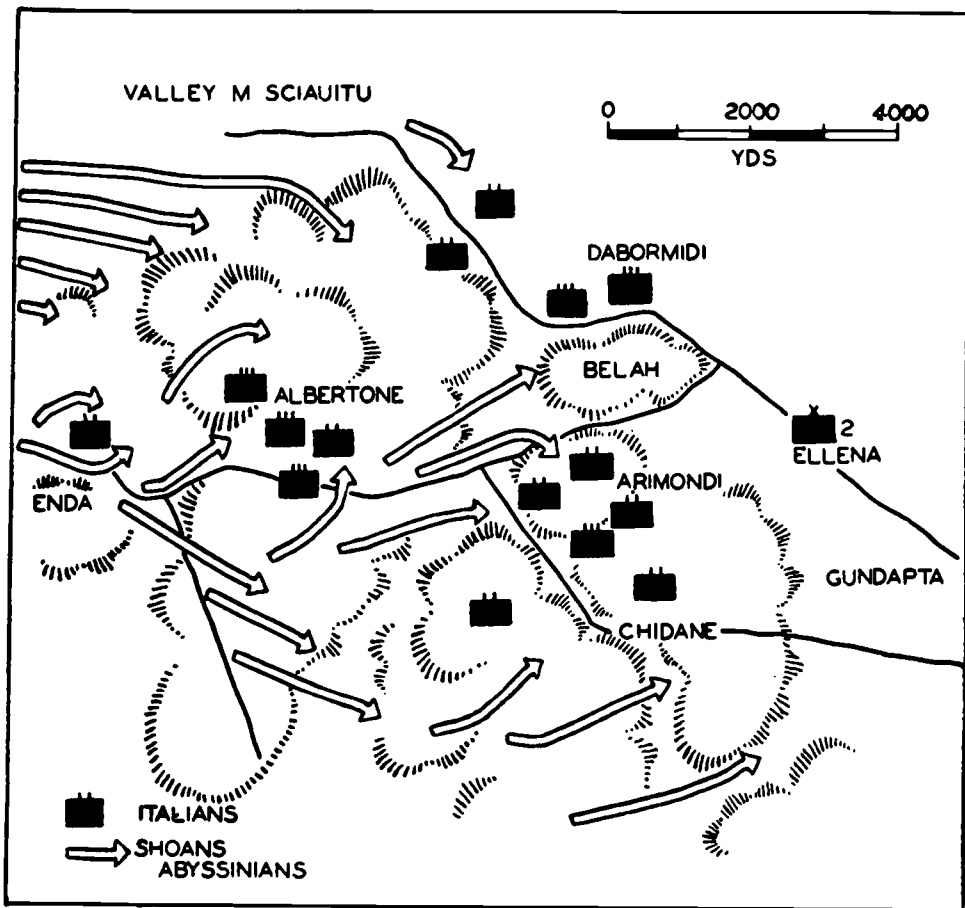 VALLEY M SCIAUITU
0 2000 4000
YDS
DABORMIDI
BELAH
ALBERTONE
2
ELLENA
ENDA
ARIMONDI
GUNDAPTA
CHIDANE
ITALIANS
SHOANS
ABYSSINIANS